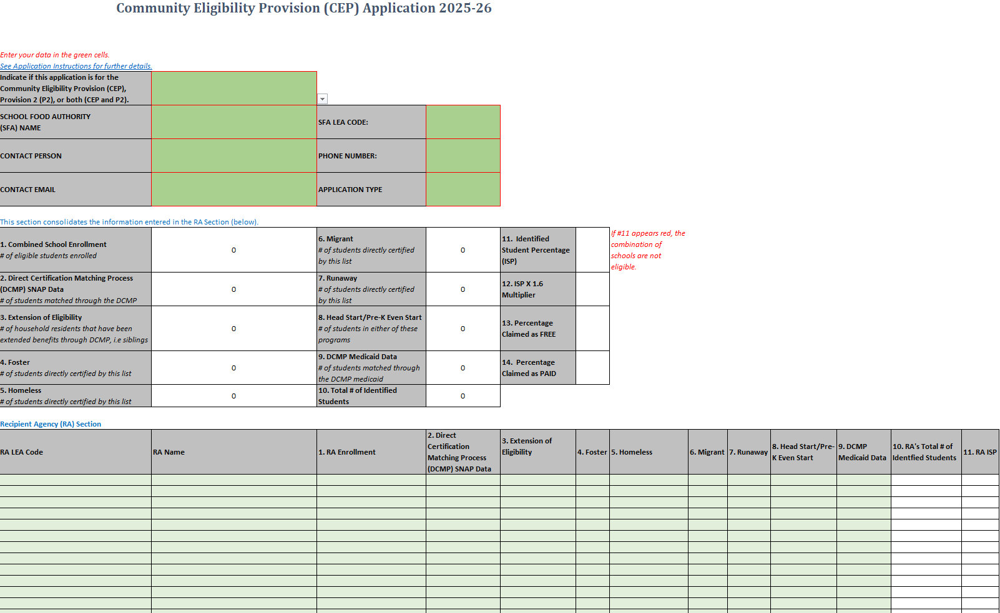 Community Eligibility Provision (CEP) Application 2025-26
Enter your data in the green cells.
See Application Instructions for further details.
Indicate if this application is for the
Community Eligibility Provision (CEP),
Provision 2 (P2), or both (CEP and P2).
SCHOOL FOOD AUTHORITY
(SFA) NAME
SFA LEA CODE:
CONTACT PERSON
PHONE NUMBER:
CONTACT EMAIL
APPLICATION TYPE
This section consolidates the information entered in the RA Section (below).
1. Combined School Enrollment
# of eligible students enrolled
0
6. Migrant
# of students directly certified
by this list
0
11. Identified
Student Percentage
(ISP)
If #11 appears red, the
combination of
schools are not
eligible.
2. Direct Certification Matching Process
(DCMP) SNAP Data
# of students matched through the DCMP
0
7. Runaway
# of students directly certified
by this list
0
12. ISP X 1.6
Multiplier
3. Extension of Eligibility
# of household residents that have been
extended benefits through DCMP, i.e siblings
0
8. Head Start/Pre-K Even Start
# of students in either of these
programs
0
13. Percentage
Claimed as FREE
4. Foster
# of students directly certified by this list
0
9. DCMP Medicaid Data
# of students matched through
the DCMP medicaid
0
14. Percentage
Claimed as PAID
5. Homeless
# of students directly certified by this list
0
10. Total # of Identified
Students
0
Recipient Agency (RA) Section
RA LEA Code
RA Name
1. RA Enrollment
2. Direct
Certification
Matching Process
(DCMP) SNAP Data
3. Extension of
Eligibility
4. Foster
5. Homeless
6. Migrant
7. Runaway
8. Head Start/Pre-
K Even Start
9. DCMP
Medicaid Data
10. RA's Total # of
Identfied Students
11. RA ISP